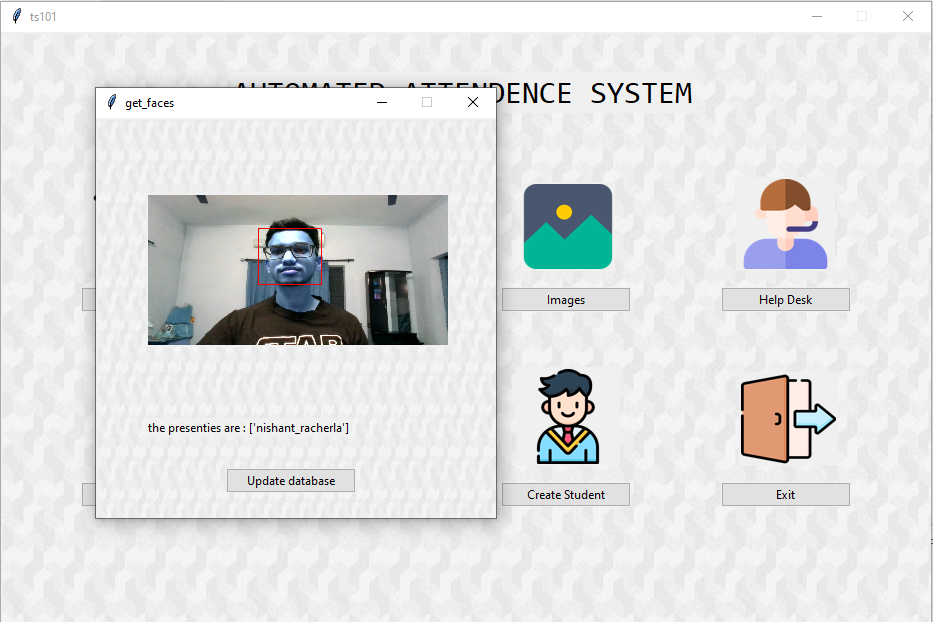 ts101
AUTOMATED ATTENDENCE SYSTEM
get_faces
Images
Help Desk
the presenties are : ['nishant_racherla']
Update database
Create Student
Exit